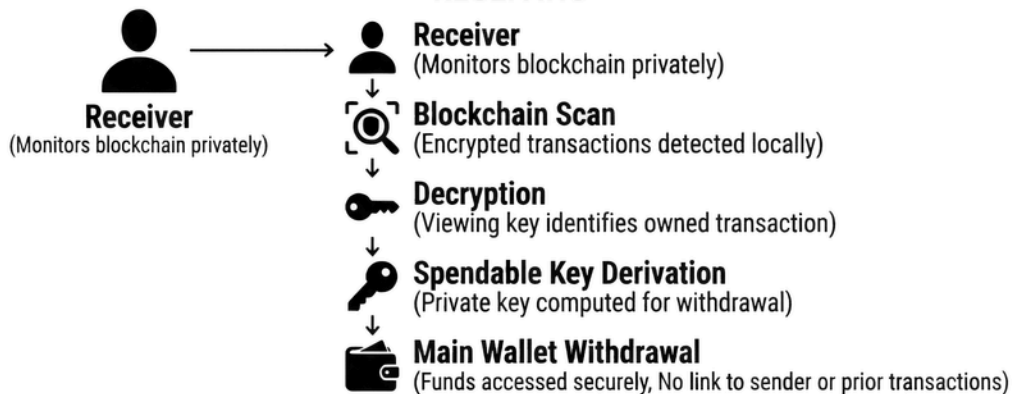 Receiver
(Monitors blockchain privately)
Receiver
(Monitors blockchain privately)
Blockchain Scan
(Encrypted transactions detected locally)
Decryption
(Viewing key identifies owned transaction)
Spendable Key Derivation
(Private key computed for withdrawal)
Main Wallet Withdrawal
(Funds accessed securely, No link to sender or prior transactions)